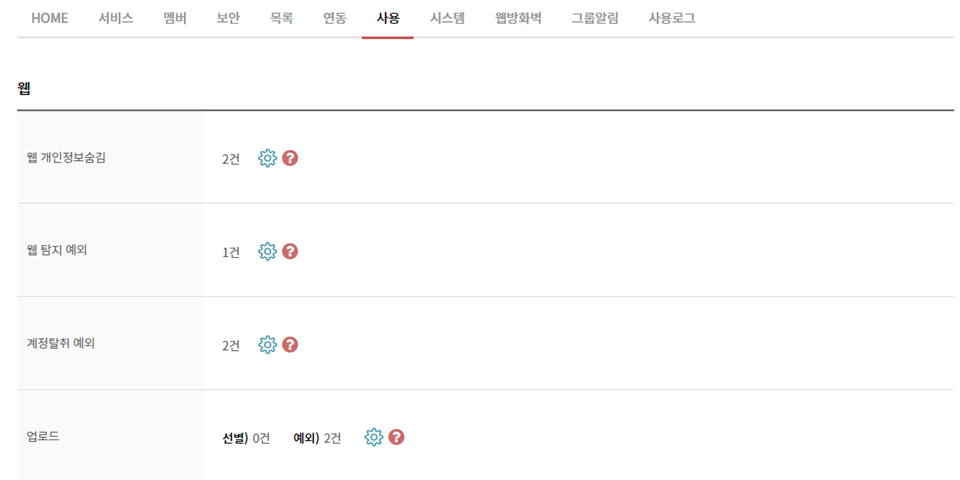 HOME 서비스 멤버 보안 목록 연동 사용 시스템 웹방화벽 그룹알림 사용로그
웹
웹 개인정보숨김 2건
웹 탐지 예외 1건
계정탈취 예외 2건
업로드 선별) 0건 예외) 2건